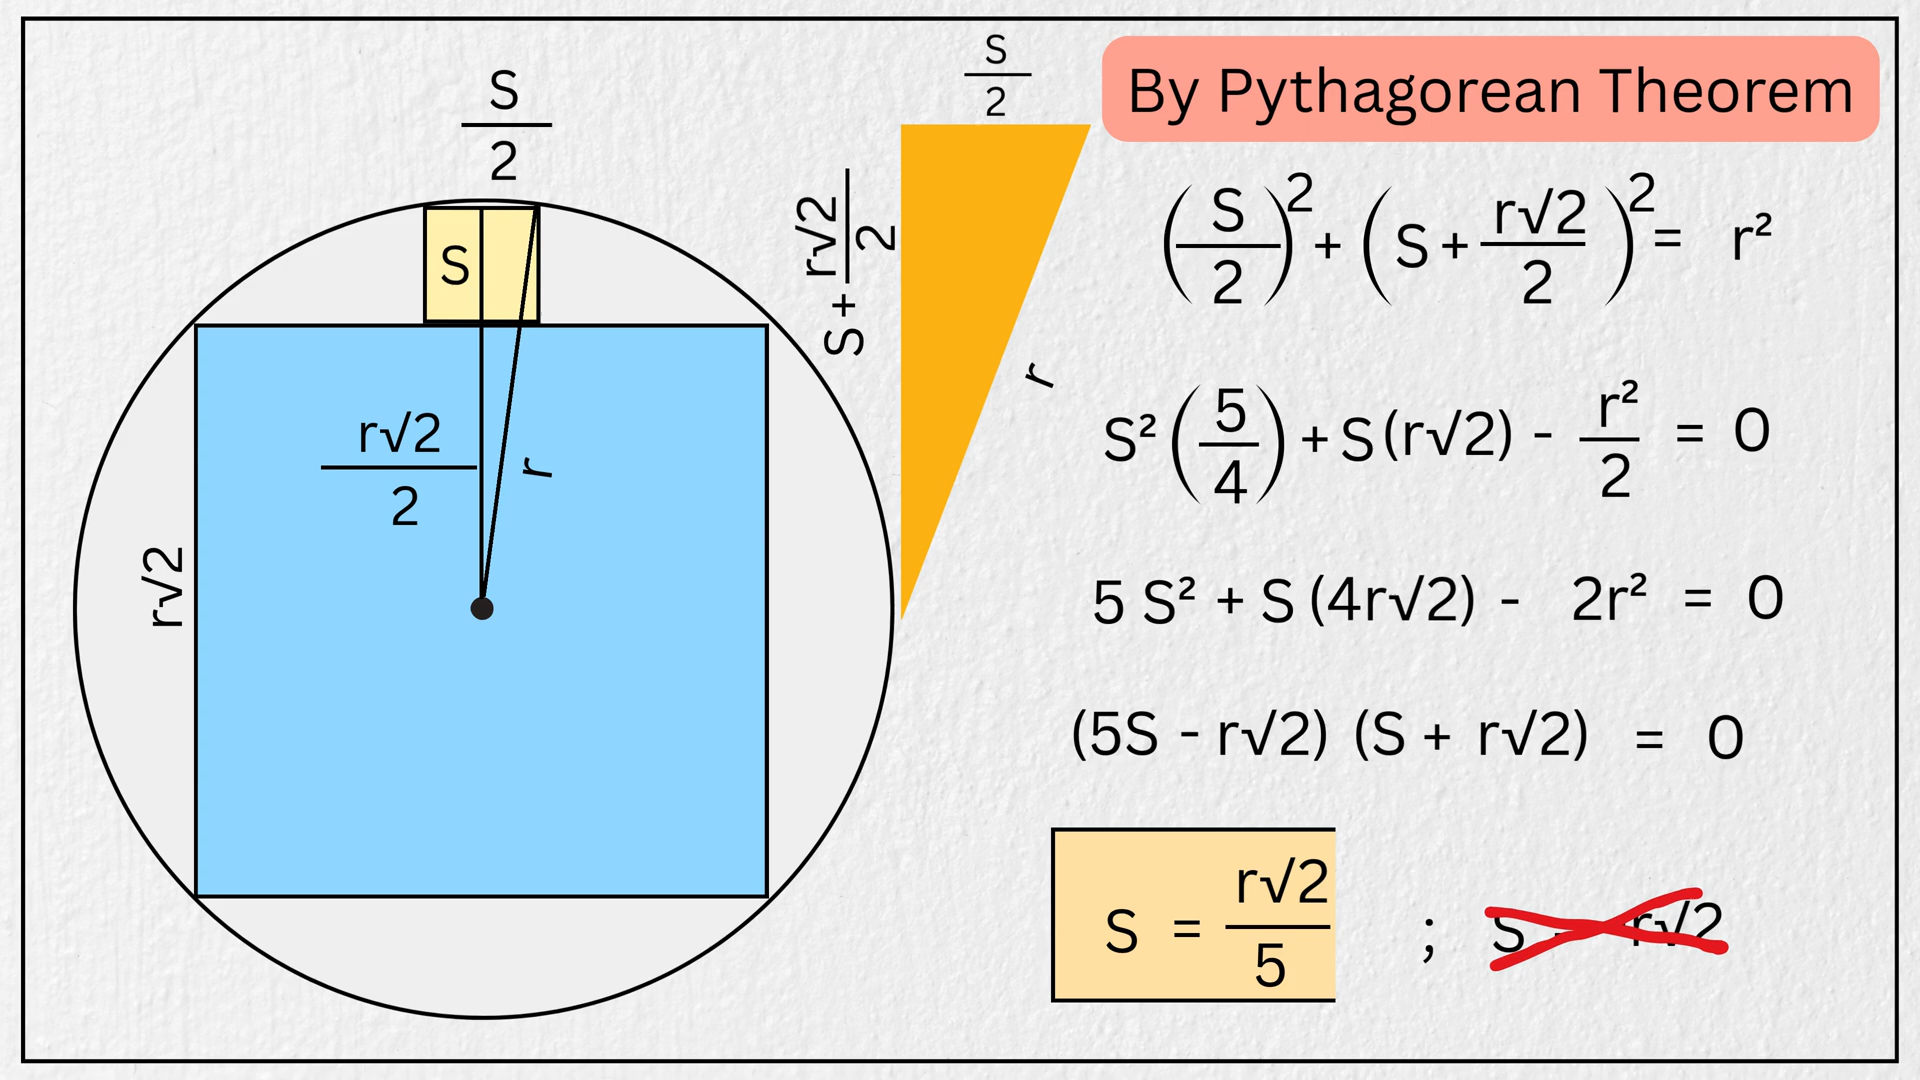 S
2
S
2
By Pythagorean Theorem
S
S + r√2
2
r√2
2
r
r
r√2
(S/2)² + (S + r√2/2)² = r²
S² (5/4) + S (r√2) - r²/2 = 0
5 S² + S (4r√2) - 2r² = 0
(5S - r√2) (S + r√2) = 0
S = r√2/5 ; S - r√2